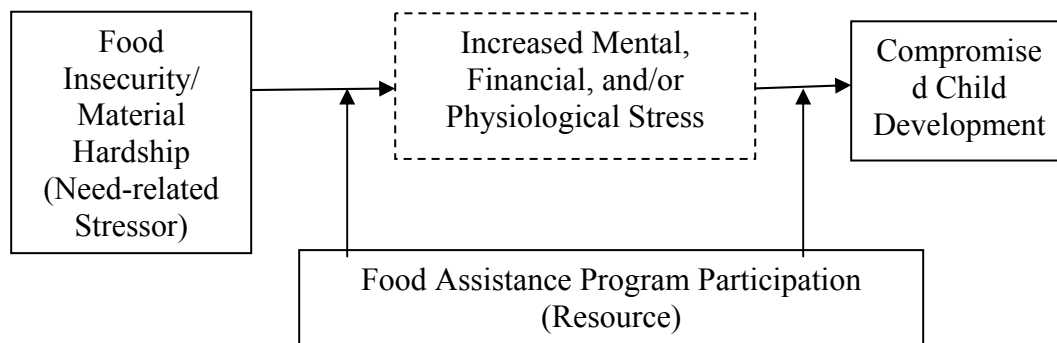 Food
Insecurity/
Material
Hardship
(Need-related
Stressor)
Increased Mental,
Financial, and/or
Physiological Stress
Compromise
d Child
Development
Food Assistance Program Participation
(Resource)